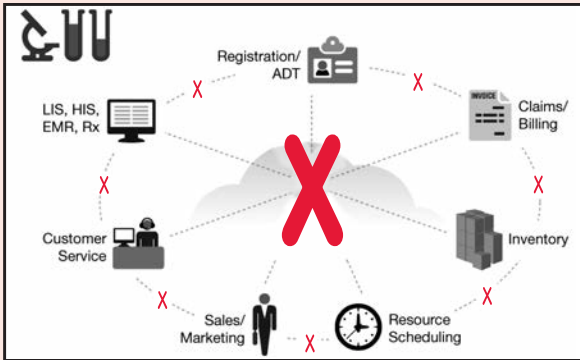 Registration/
ADT
LIS, HIS,
EMR, Rx
INVOICE
Claims/
Billing
Customer
Service
Inventory
Sales/
Marketing
Resource
Scheduling